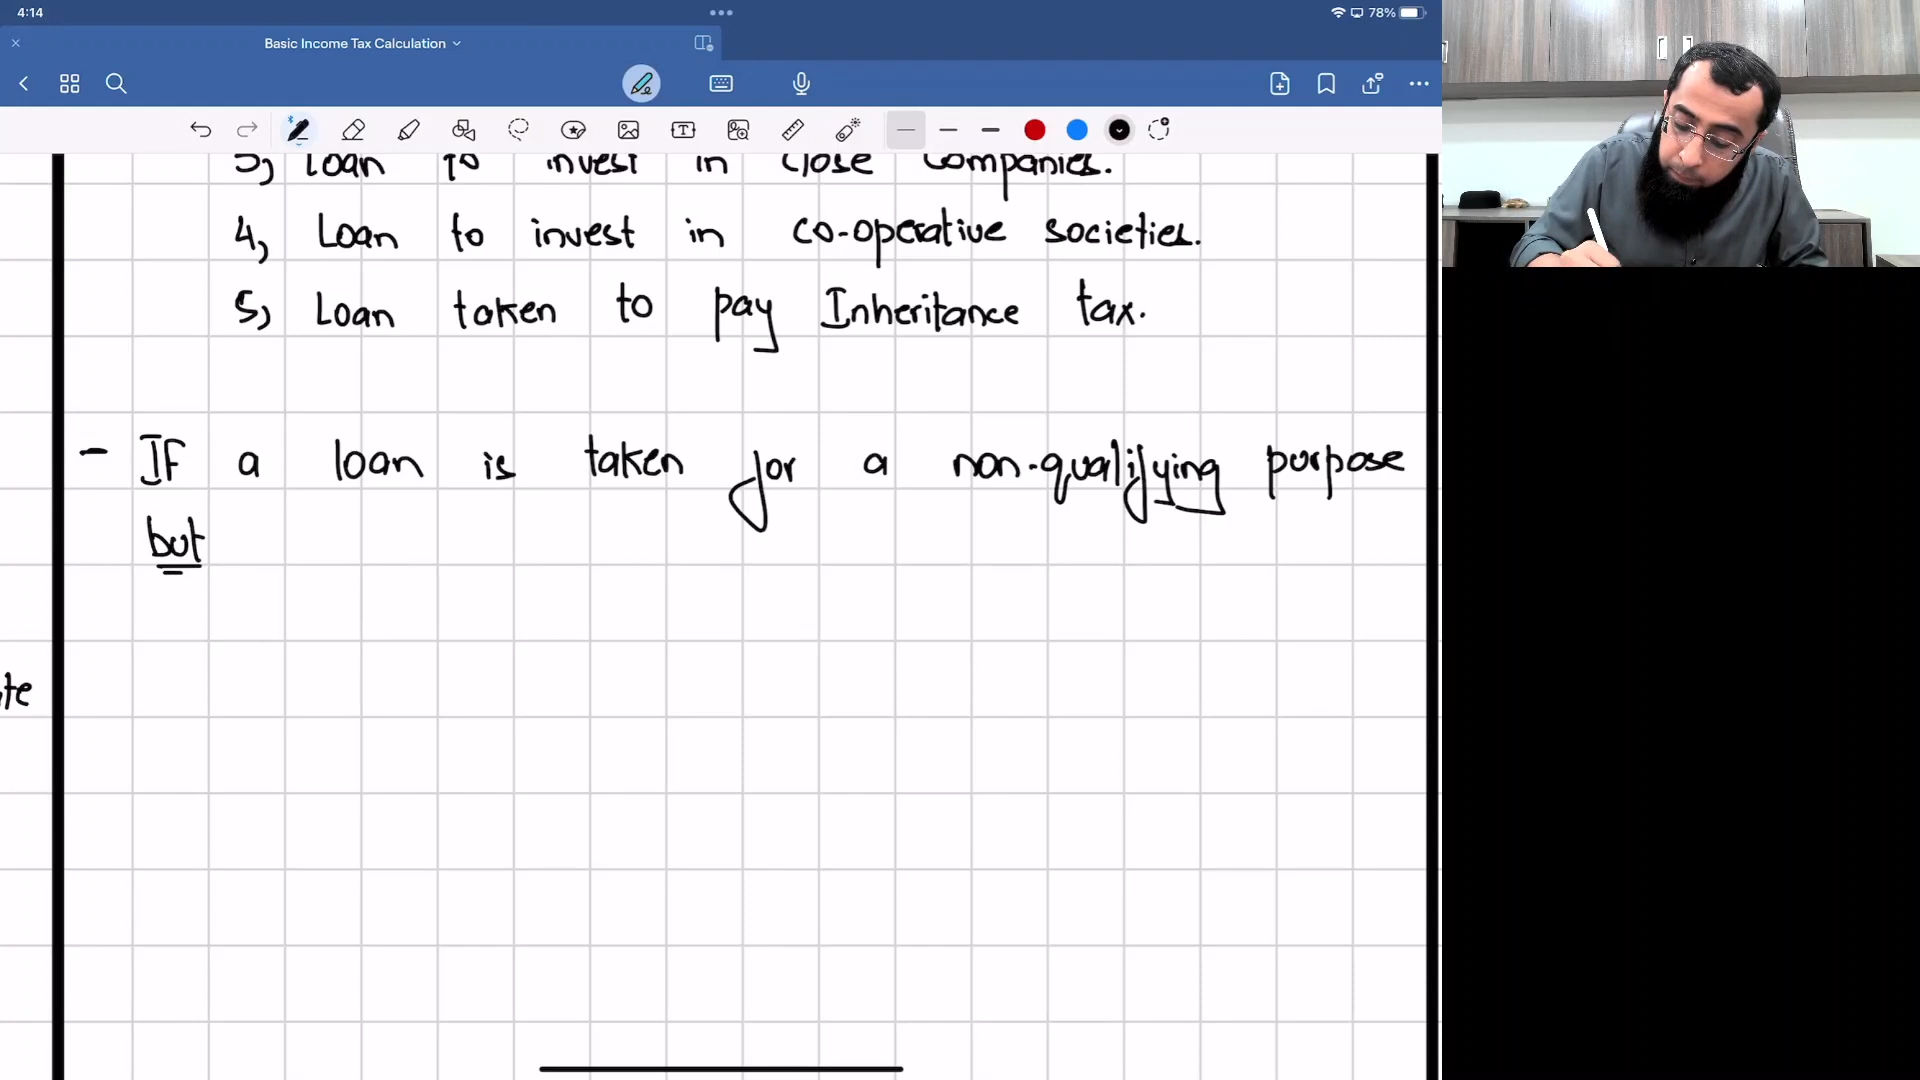 4:14
78%
Basic Income Tax Calculation
3) Loan to invest in close companies.
4) Loan to invest in co-operative societies.
5) Loan taken to pay Inheritance tax.
- IF a loan is taken for a non-qualifying purpose
but